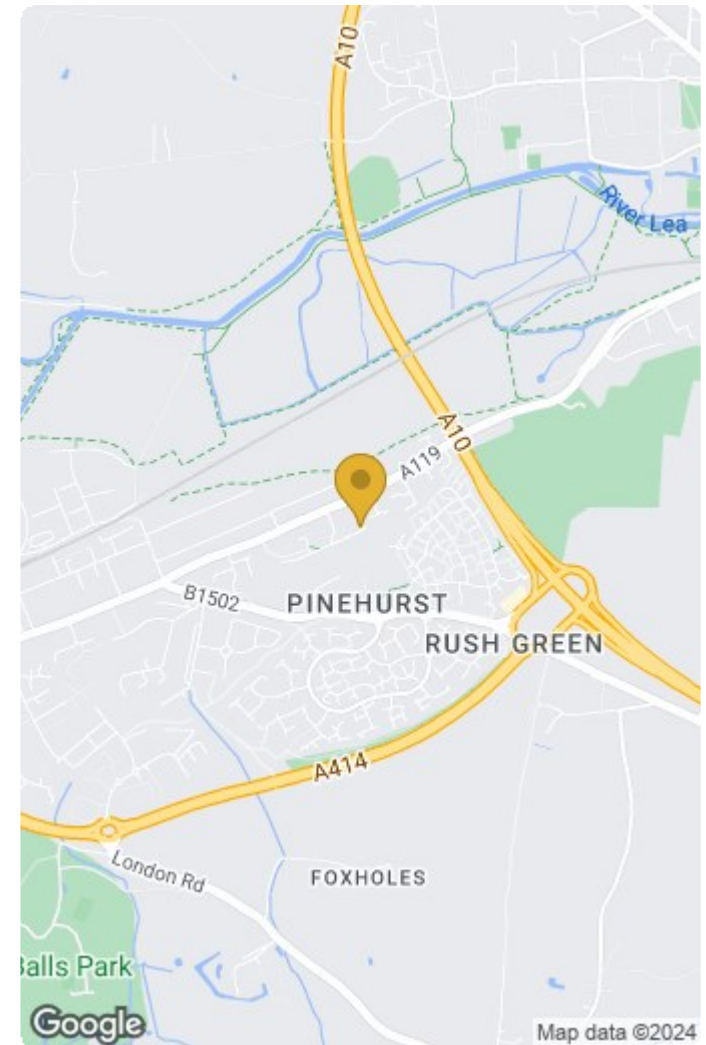 A10
River Lea
A10
A119
B1502
PINEHURST
RUSH GREEN
A414
London Rd
FOXHOLES
Balls Park
Google
Map data ©2024